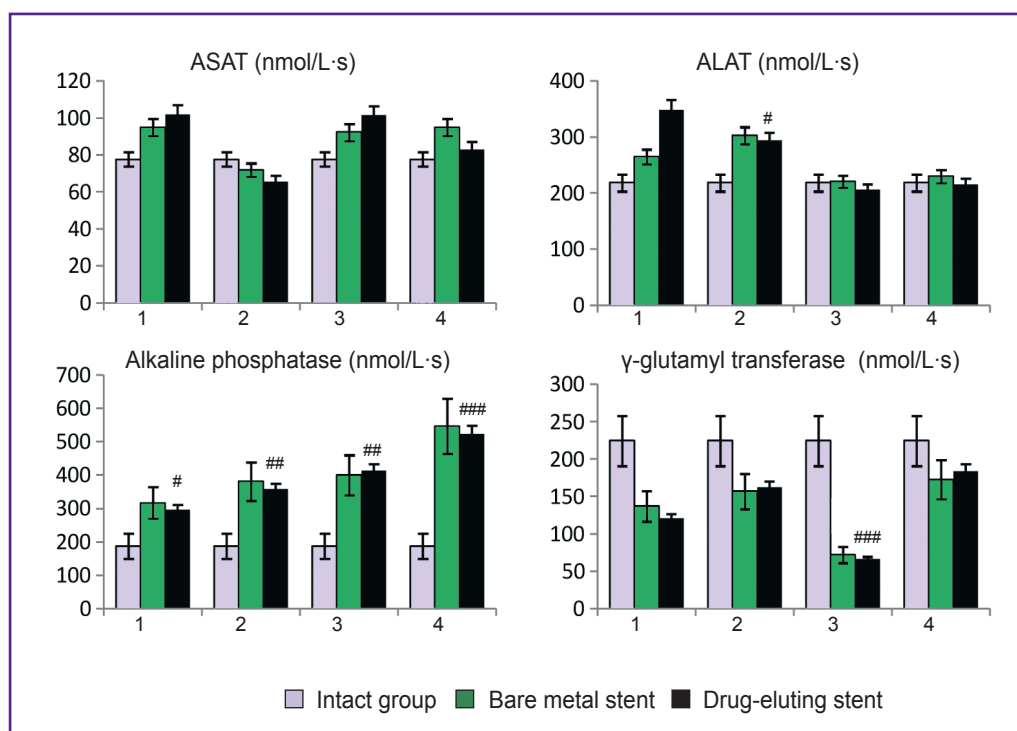 ASAT (nmol/L·s)
120
100
80
60
40
20
0
1 2 3 4
ALAT (nmol/L·s)
400
300
200
100
0
#
1 2 3 4
Alkaline phosphatase (nmol/L·s)
700
600
500
400
300
200
100
0
# ## ## ###
1 2 3 4
γ-glutamyl transferase (nmol/L·s)
300
250
200
150
100
50
0
###
1 2 3 4
Intact group Bare metal stent Drug-eluting stent